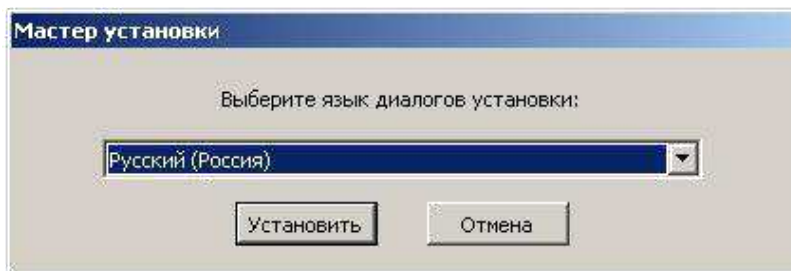 Мастер установки
Выберите язык диалогов установки:
Русский (Россия)
Установить Отмена